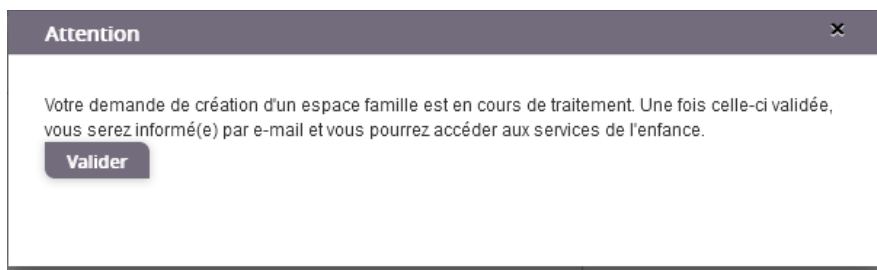 Attention
Votre demande de création d'un espace famille est en cours de traitement. Une fois celle-ci validée,
vous serez informé(e) par e-mail et vous pourrez accéder aux services de l'enfance.
Valider